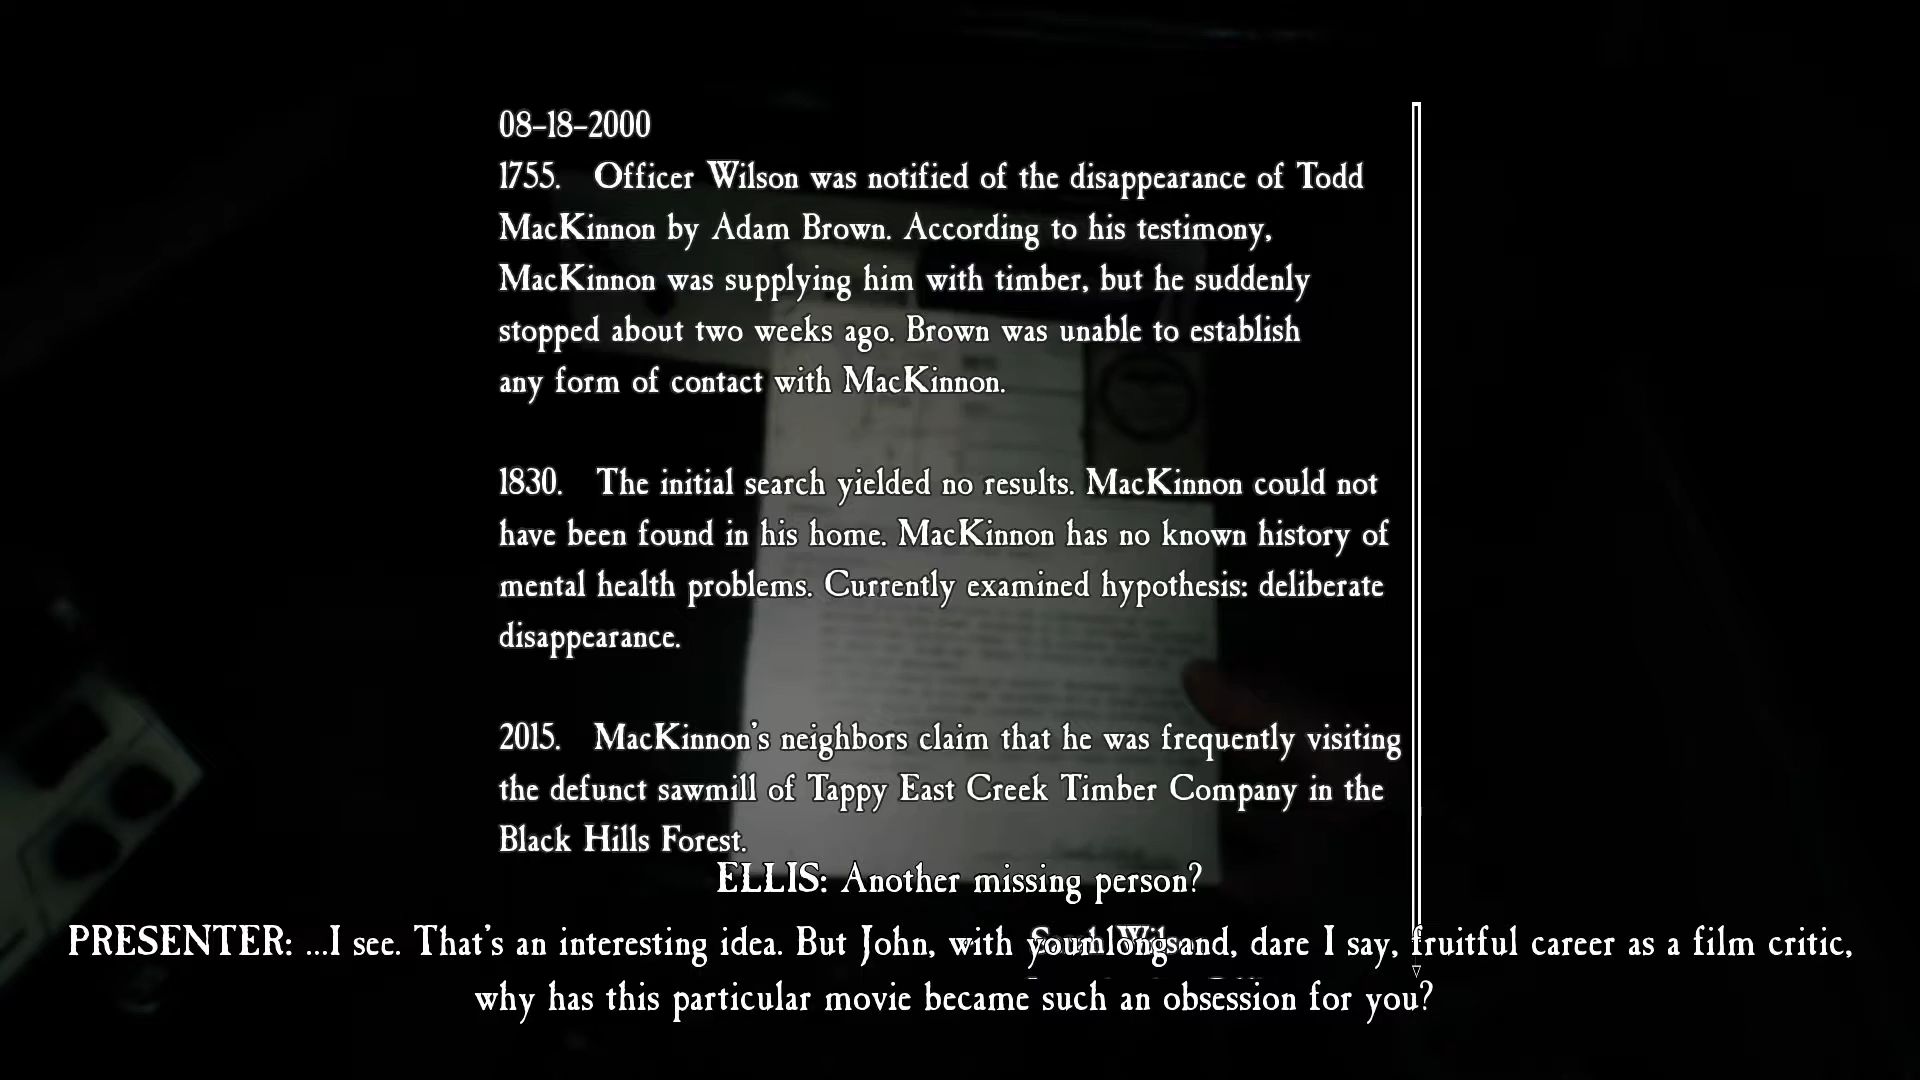 08-18-2000
1755. Officer Wilson was notified of the disappearance of Todd
MacKinnon by Adam Brown. According to his testimony,
MacKinnon was supplying him with timber, but he suddenly
stopped about two weeks ago. Brown was unable to establish
any form of contact with MacKinnon.
1830. The initial search yielded no results. MacKinnon could not
have been found in his home. MacKinnon has no known history of
mental health problems. Currently examined hypothesis: deliberate
disappearance.
2015. MacKinnon's neighbors claim that he was frequently visiting
the defunct sawmill of Tappy East Creek Timber Company in the
Black Hills Forest.
ELLIS: Another missing person?
PRESENTER: ...I see. That's an interesting idea. But John, with your long and, dare I say, fruitful career as a film critic,
why has this particular movie became such an obsession for you?